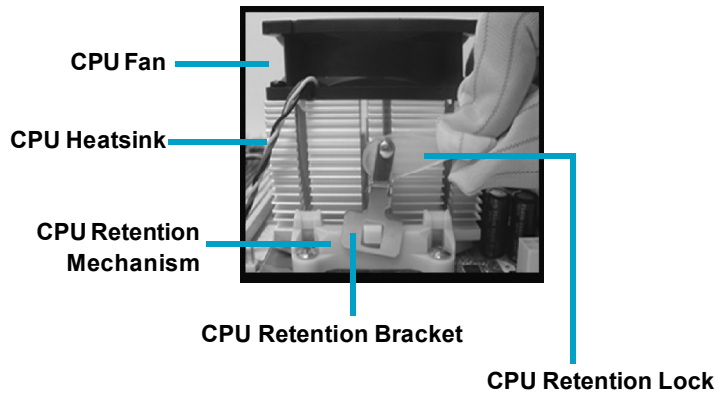 CPU Fan
CPU Heatsink
CPU Retention
Mechanism
CPU Retention Bracket
CPU Retention Lock